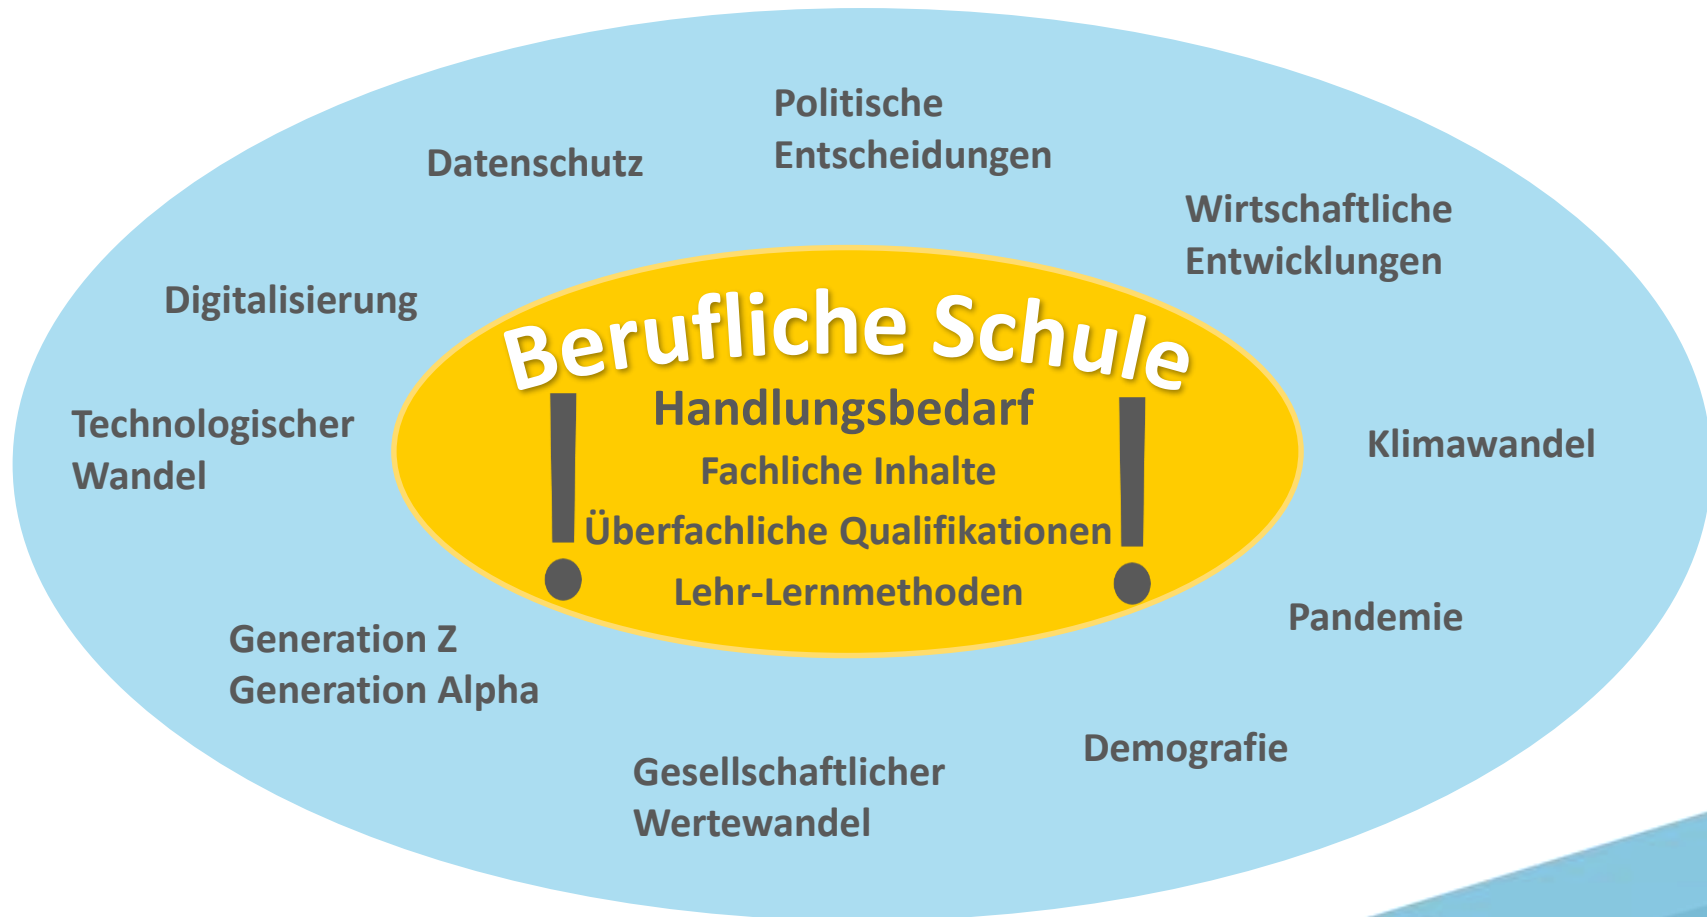 Politische
Entscheidungen
Datenschutz
Wirtschaftliche
Entwicklungen
Digitalisierung
Berufliche Schule
Handlungsbedarf
Technologischer
Wandel
Klimawandel
Fachliche Inhalte
! Überfachliche Qualifikationen !
Lehr-Lernmethoden
Pandemie
Generation Z
Generation Alpha
Demografie
Gesellschaftlicher
Wertewandel